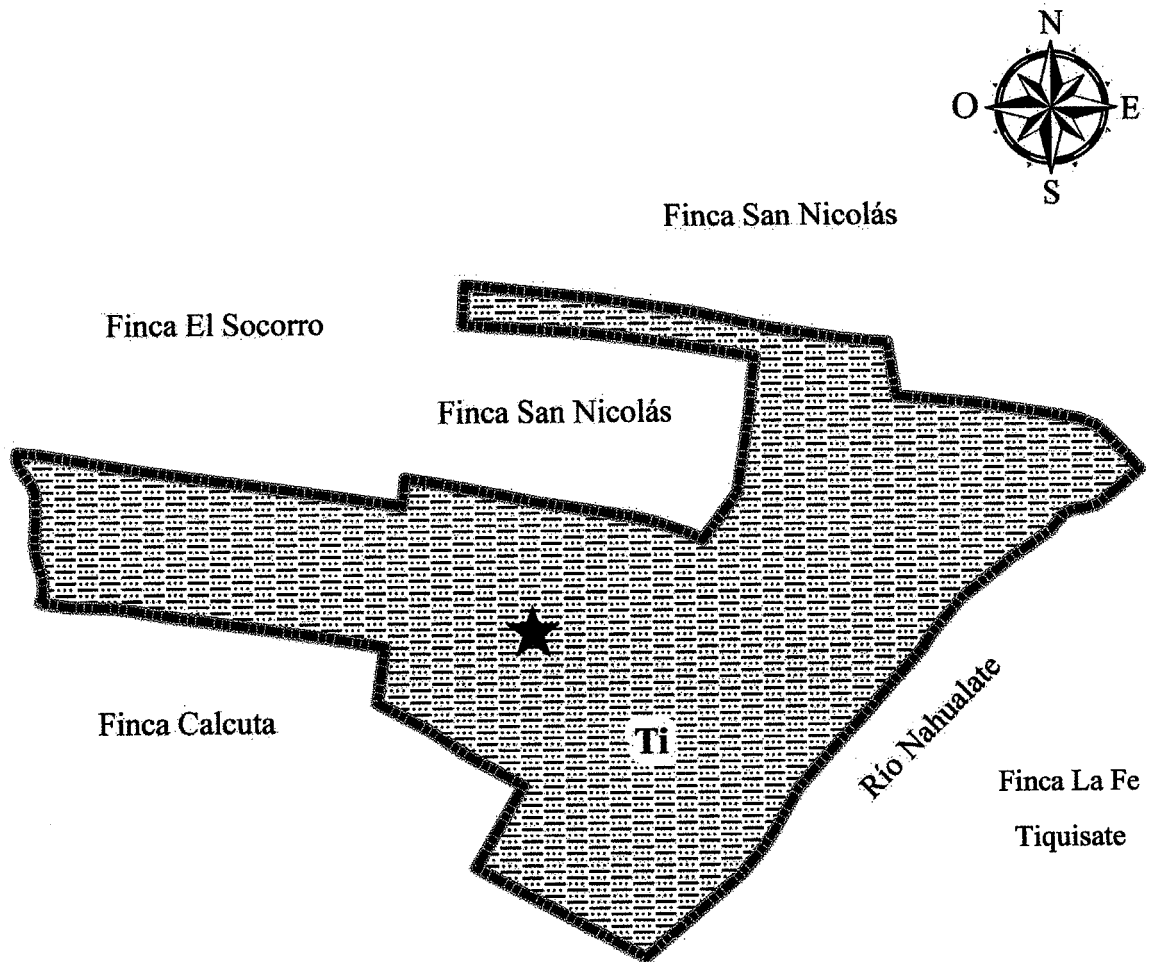 N
O E
S
Finca San Nicolás
Finca El Socorro
Finca San Nicolás
Finca Calcuta
Ti
Río Nahualate
Finca La Fe
Tiquisate